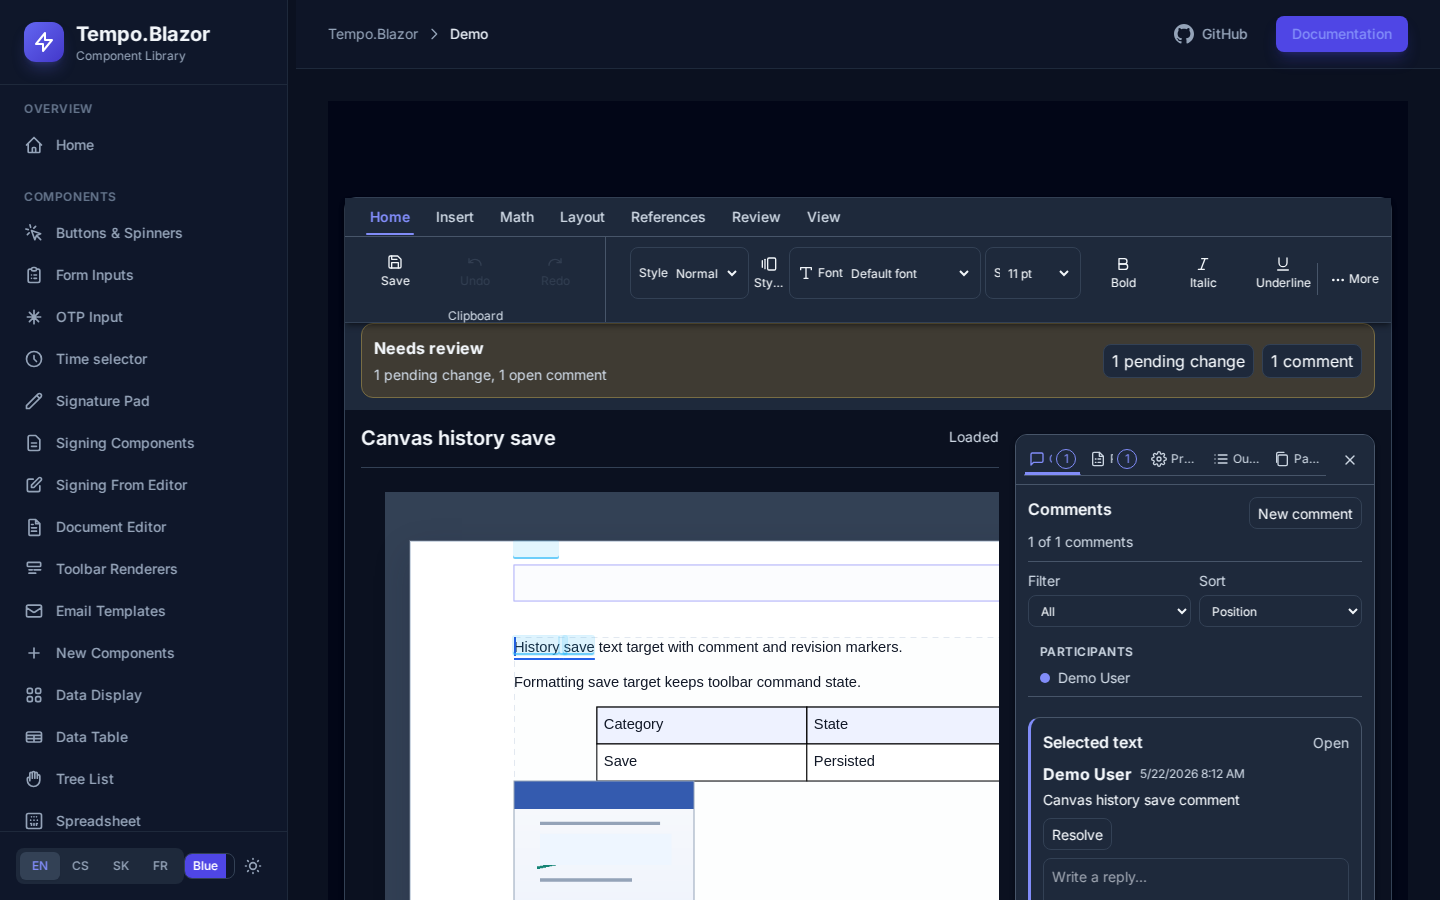 Tempo.Blazor
Component Library
OVERVIEW
Home
COMPONENTS
Buttons & Spinners
Form Inputs
OTP Input
Time selector
Signature Pad
Signing Components
Signing From Editor
Document Editor
Toolbar Renderers
Email Templates
New Components
Data Display
Data Table
Tree List
Spreadsheet
EN CS SK FR Blue
Tempo.Blazor Demo
GitHub Documentation
Home Insert Math Layout References Review View
Save Undo Redo
Clipboard
Style Normal Sty... Font Default font S 11 pt Bold Italic Underline ... More
Needs review
1 pending change, 1 open comment
1 pending change 1 comment
Canvas history save
Loaded
History save text target with comment and revision markers.
Formatting save target keeps toolbar command state.
Category State
Save Persisted
1 1 Pr... Ou... Pa...
Comments
New comment
1 of 1 comments
Filter Sort
All Position
PARTICIPANTS
Demo User
Selected text Open
Demo User 5/22/2026 8:12 AM
Canvas history save comment
Resolve
Write a reply...